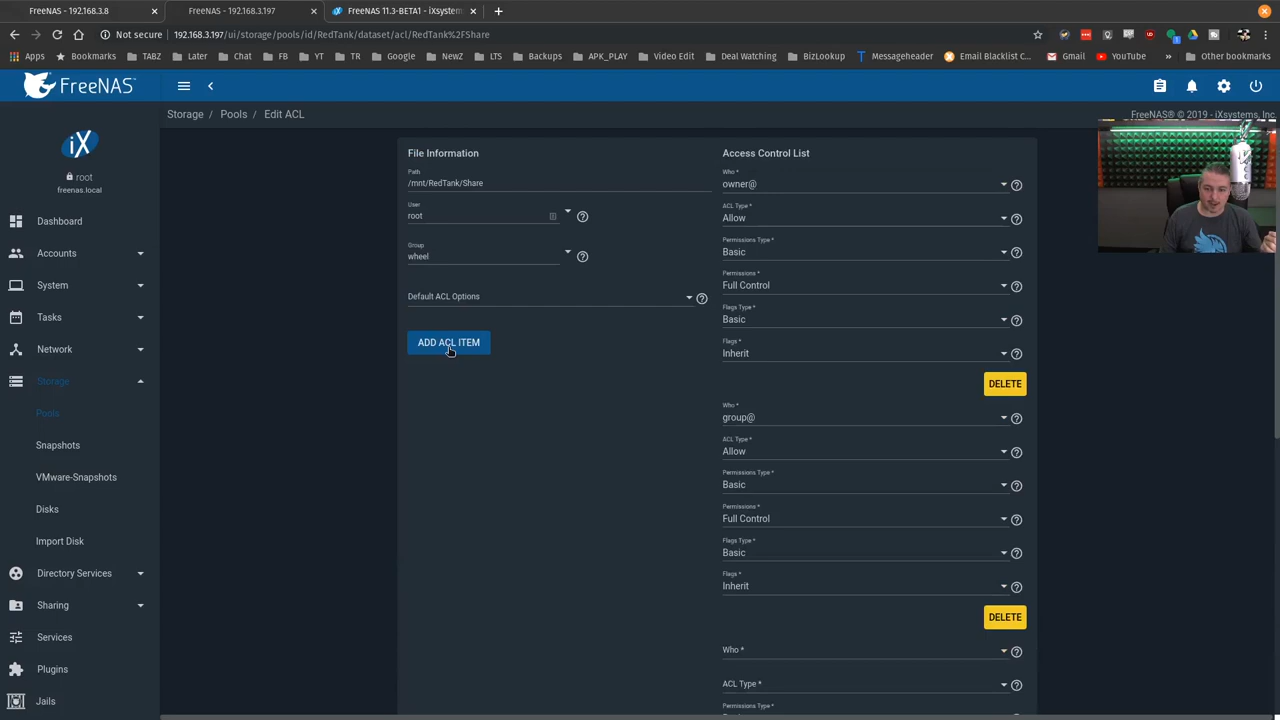 FreeNAS - 192.168.3.8
FreeNAS - 192.168.3.197
FreeNAS 11.3-BETA1 - iXsystem
Not secure
192.168.3.197/ui/storage/pools/id/RedTank/dataset/acl/RedTank%2FShare
Apps
Bookmarks
TABZ
Later
Chat
FB
YT
TR
Google
NewZ
Backups
APK_PLAY
Video Edit
LTS
Deal Watching
BizLookup
Messageheader
Email Blacklist C...
Gmail
YouTube
»
Other bookmarks
FreeNAS
Storage / Pools / Edit ACL
FreeNAS® © 2019 - iXsystems, Inc.
iX
root
freenas.local
Dashboard
Accounts
System
Tasks
Network
Storage
Pools
Snapshots
VMware-Snapshots
Disks
Import Disk
Directory Services
Sharing
Services
Plugins
Jails
File Information
Path
/mnt/RedTank/Share
User
root
Group
wheel
Default ACL Options
ADD ACL ITEM
Access Control List
Who *
owner@
ACL Type *
Allow
Permissions Type *
Basic
Permissions *
Full Control
Flags Type *
Basic
Flags *
Inherit
DELETE
Who *
group@
ACL Type *
Allow
Permissions Type *
Basic
Permissions *
Full Control
Flags Type *
Basic
Flags *
Inherit
DELETE
Who *
ACL Type *
Permissions Type *